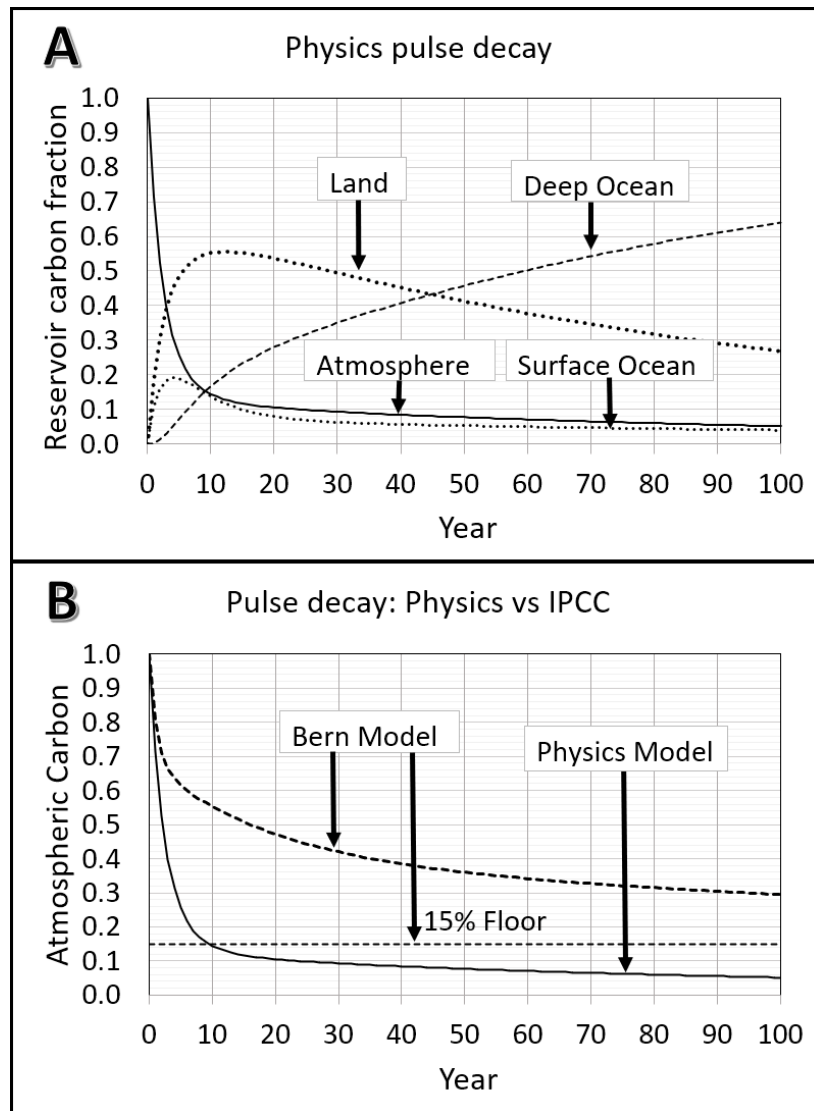 A
Physics pulse decay
Reservoir carbon fraction
1.0
0.9
0.8
0.7
0.6
0.5
0.4
0.3
0.2
0.1
0.0
Land
Deep Ocean
Atmosphere
Surface Ocean
0 10 20 30 40 50 60 70 80 90 100
Year
B
Pulse decay: Physics vs IPCC
Atmospheric Carbon
1.0
0.9
0.8
0.7
0.6
0.5
0.4
0.3
0.2
0.1
0.0
Bern Model
Physics Model
15% Floor
0 10 20 30 40 50 60 70 80 90 100
Year